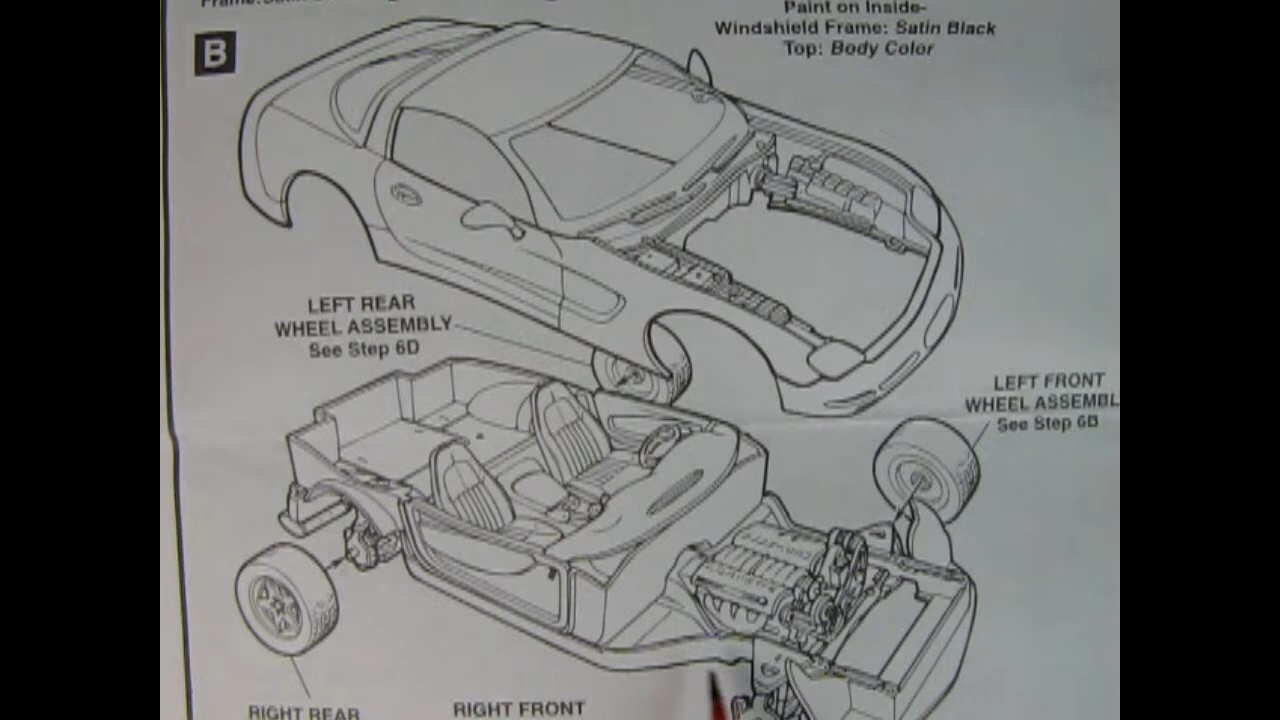 Paint on Inside-
Windshield Frame: Satin Black
Top: Body Color
B
LEFT REAR
WHEEL ASSEMBLY
See Step 6D
LEFT FRONT
WHEEL ASSEMBL
See Step 6B
RIGHT REAR
RIGHT FRONT